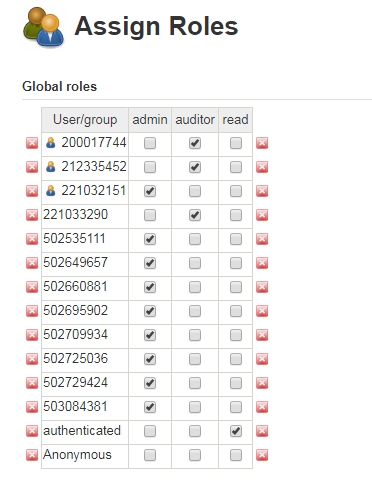 Assign Roles
Global roles
User/group admin auditor read
200017744
212335452
221032151
221033290
502535111
502649657
502660881
502695902
502709934
502725036
502729424
503084381
authenticated
Anonymous